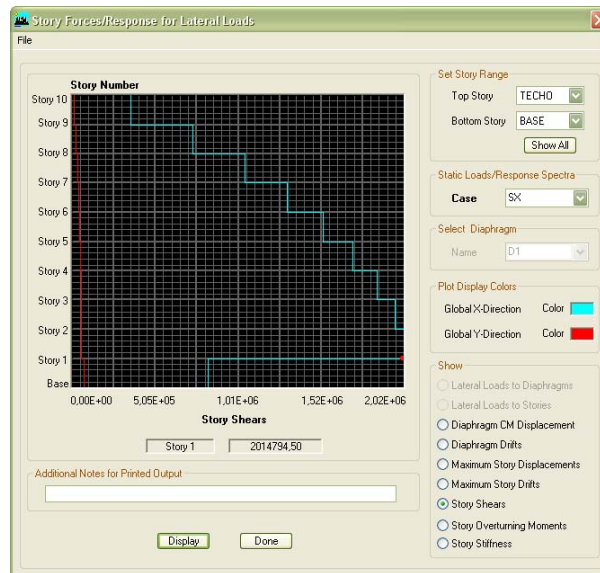 Story Forces/Response for Lateral Loads
File
Story Number
Story 10
Story 9
Story 8
Story 7
Story 6
Story 5
Story 4
Story 3
Story 2
Story 1
Base
0,00E+00 5,05E+05 1,01E+06 1,52E+06 2,02E+06
Story Shears
Story 1 2014794,50
Additional Notes for Printed Output
Display Done
Set Story Range
Top Story TECHO
Bottom Story BASE
Show All
Static Loads/Response Spectra
Case SX
Select Diaphragm
Name D1
Plot Display Colors
Global X-Direction Color
Global Y-Direction Color
Show
Lateral Loads to Diaphragms
Lateral Loads to Stories
Diaphragm CM Displacement
Diaphragm Drifts
Maximum Story Displacements
Maximum Story Drifts
Story Shears
Story Overturning Moments
Story Stiffness